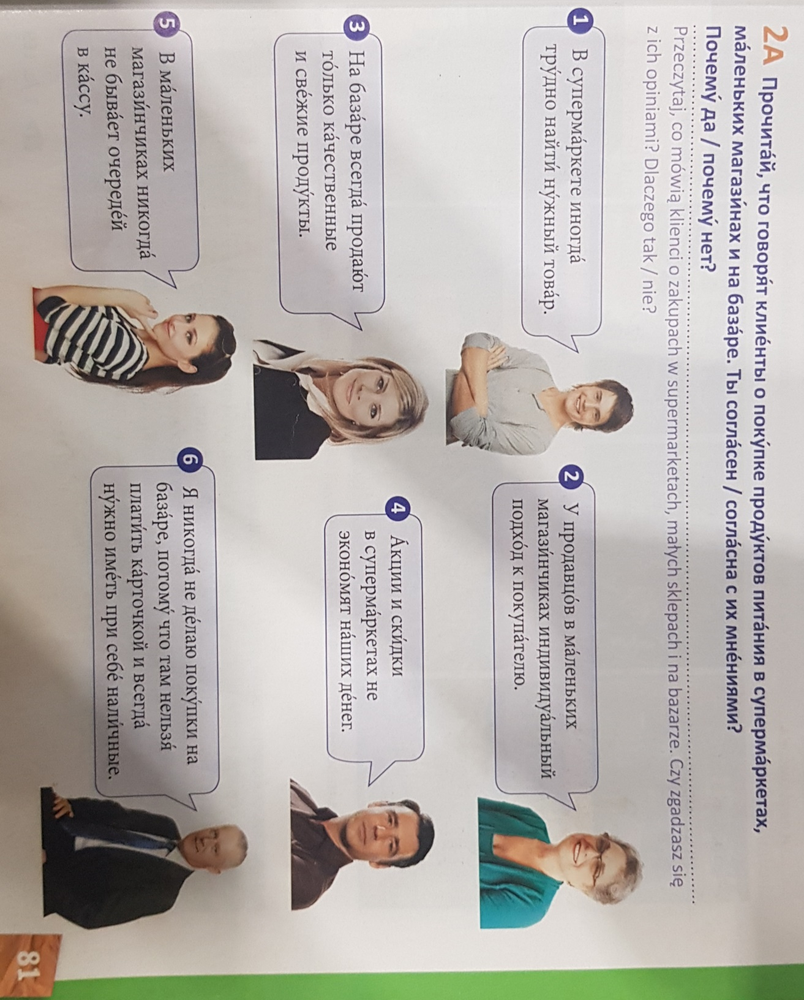 2A Прочита́й, что говоря́т клие́нты о поку́пке проду́ктов пита́ния в суперма́ркетах,
ма́леньких магази́нах и на база́ре. Ты согла́сен / согла́сна с их мне́ниями?
Почему́ да / почему́ нет?
Przeczytaj, co mówią klienci o zakupach w supermarketach, małych sklepach i na bazarze. Czy zgadzasz się
z ich opiniami? Dlaczego tak / nie?
1
В суперма́ркете иногда́
тру́дно найти́ ну́жный това́р.
2
У продавцо́в в ма́леньких
магази́нчиках индивидуа́льный
подхо́д к покупа́телю.
3
На база́ре всегда́ продаю́т
то́лько ка́чественные
и све́жие проду́кты.
4
А́кции и ски́дки
в суперма́ркетах не
эконо́мят на́ших де́нег.
5
В ма́леньких
магази́нчиках никогда́
не быва́ет очереде́й
в ка́ссу.
6
Я никогда́ не де́лаю поку́пки на
база́ре, потому́ что там нельзя́
плати́ть ка́рточкой и всегда́
ну́жно име́ть при себе́ нали́чные.
81